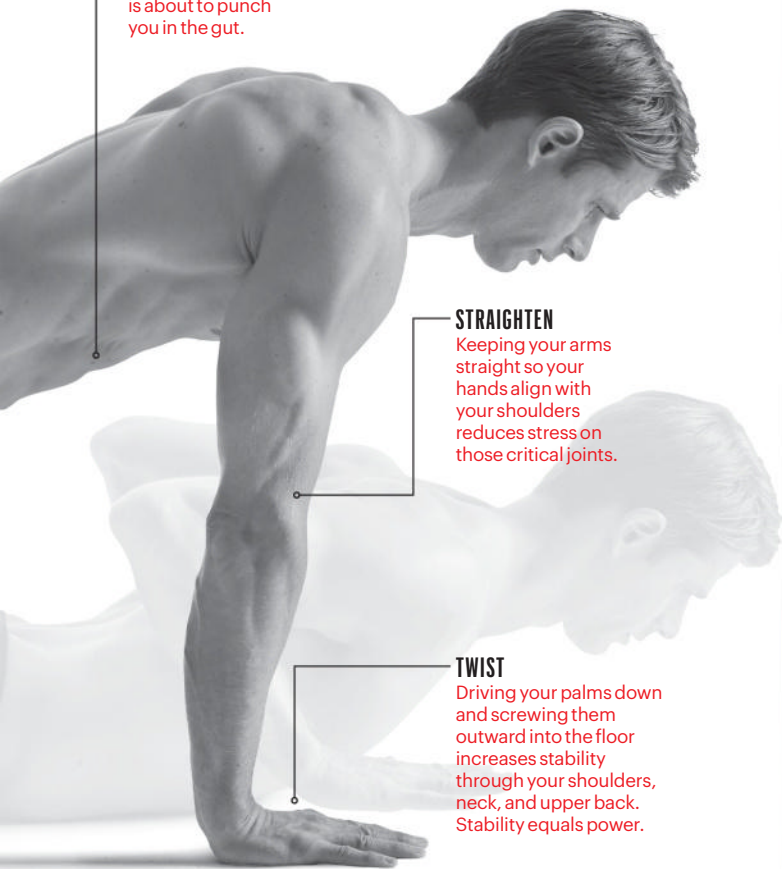 is about to punch
you in the gut.
STRAIGHTEN
Keeping your arms
straight so your
hands align with
your shoulders
reduces stress on
those critical joints.
TWIST
Driving your palms down
and screwing them
outward into the floor
increases stability
through your shoulders,
neck, and upper back.
Stability equals power.